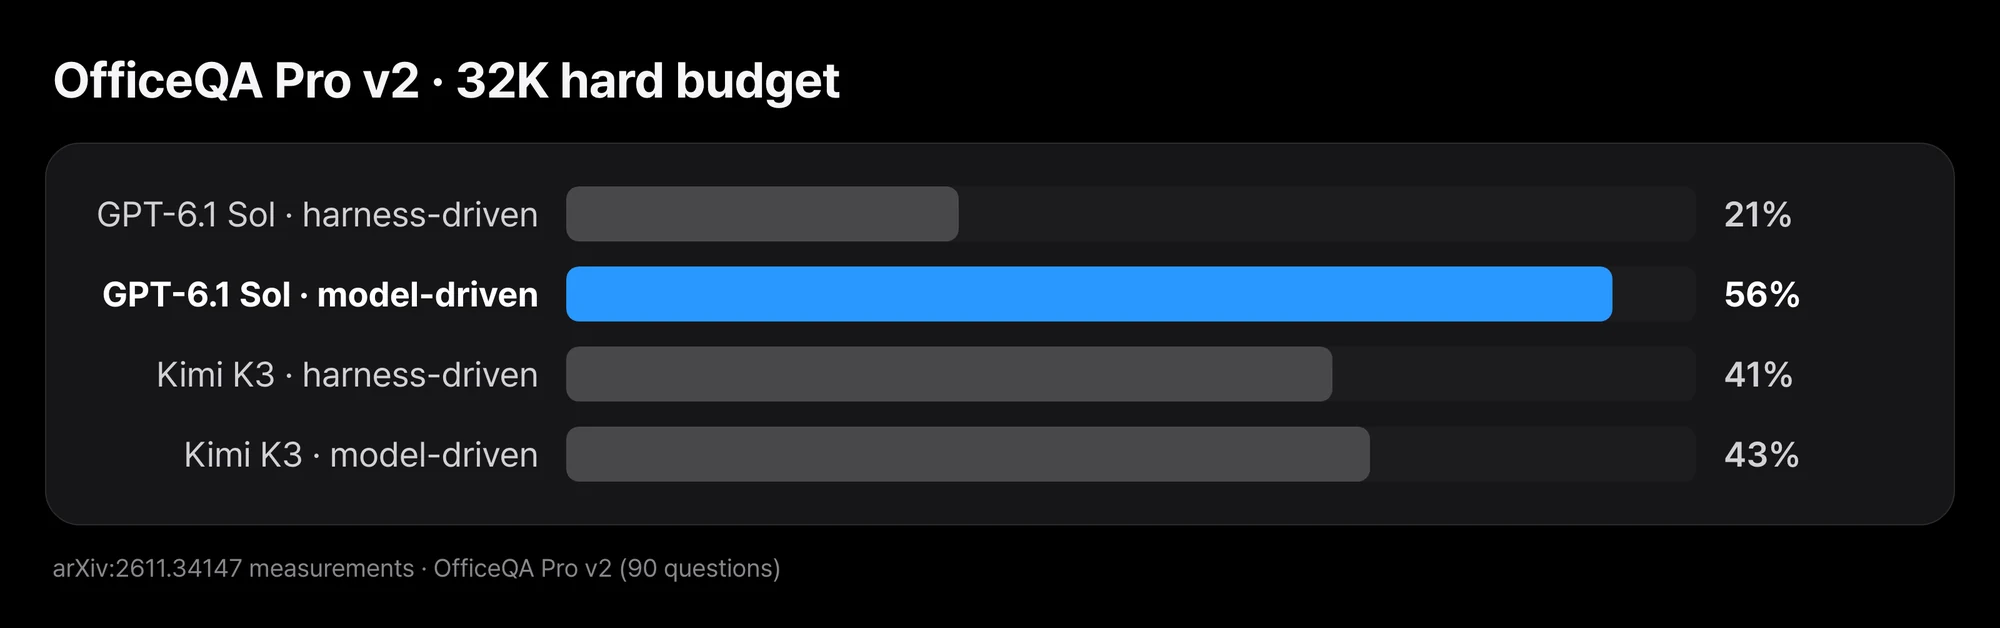 OfficeQA Pro v2 · 32K hard budget
GPT-6.1 Sol · harness-driven 21%
GPT-6.1 Sol · model-driven 56%
Kimi K3 · harness-driven 41%
Kimi K3 · model-driven 43%
arXiv:2611.34147 measurements · OfficeQA Pro v2 (90 questions)